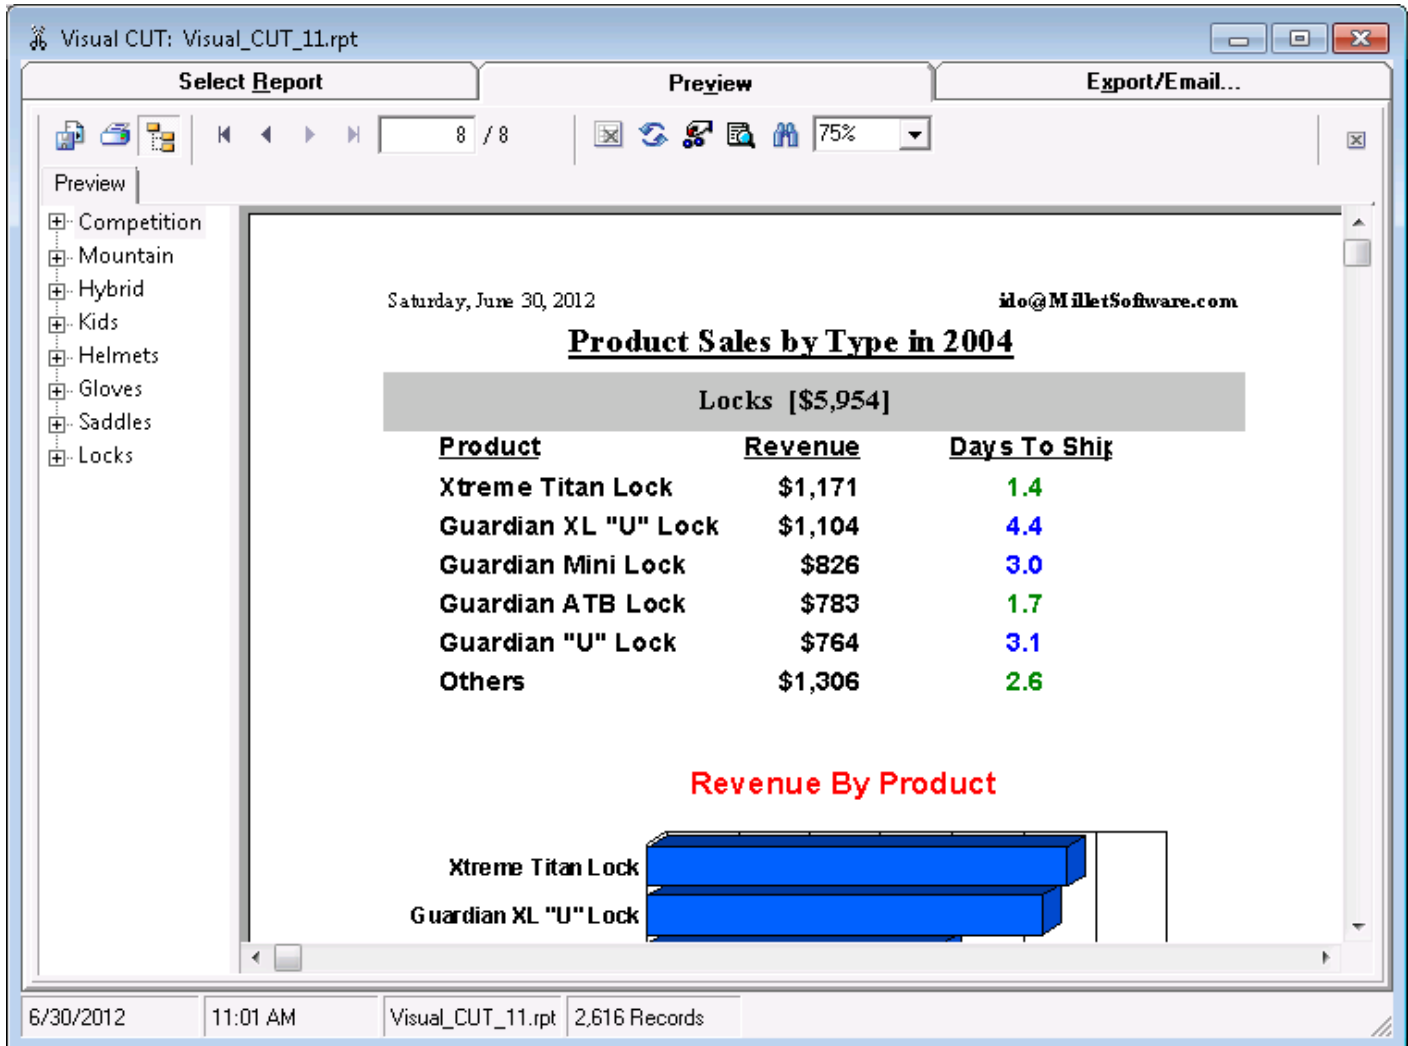 Visual CUT: Visual_CUT_11.rpt
Select Report Preview Export/Email...
8 / 8 75%
Preview
Competition
Mountain
Hybrid
Kids
Helmets
Gloves
Saddles
Locks
Saturday, June 30, 2012 ido@MilletSoftware.com
Product Sales by Type in 2004
Locks [$5,954]
Product Revenue Days To Ship
Xtreme Titan Lock $1,171 1.4
Guardian XL "U" Lock $1,104 4.4
Guardian Mini Lock $826 3.0
Guardian ATB Lock $783 1.7
Guardian "U" Lock $764 3.1
Others $1,306 2.6
Revenue By Product
Xtreme Titan Lock
Guardian XL "U" Lock
6/30/2012 11:01 AM Visual_CUT_11.rpt 2,616 Records